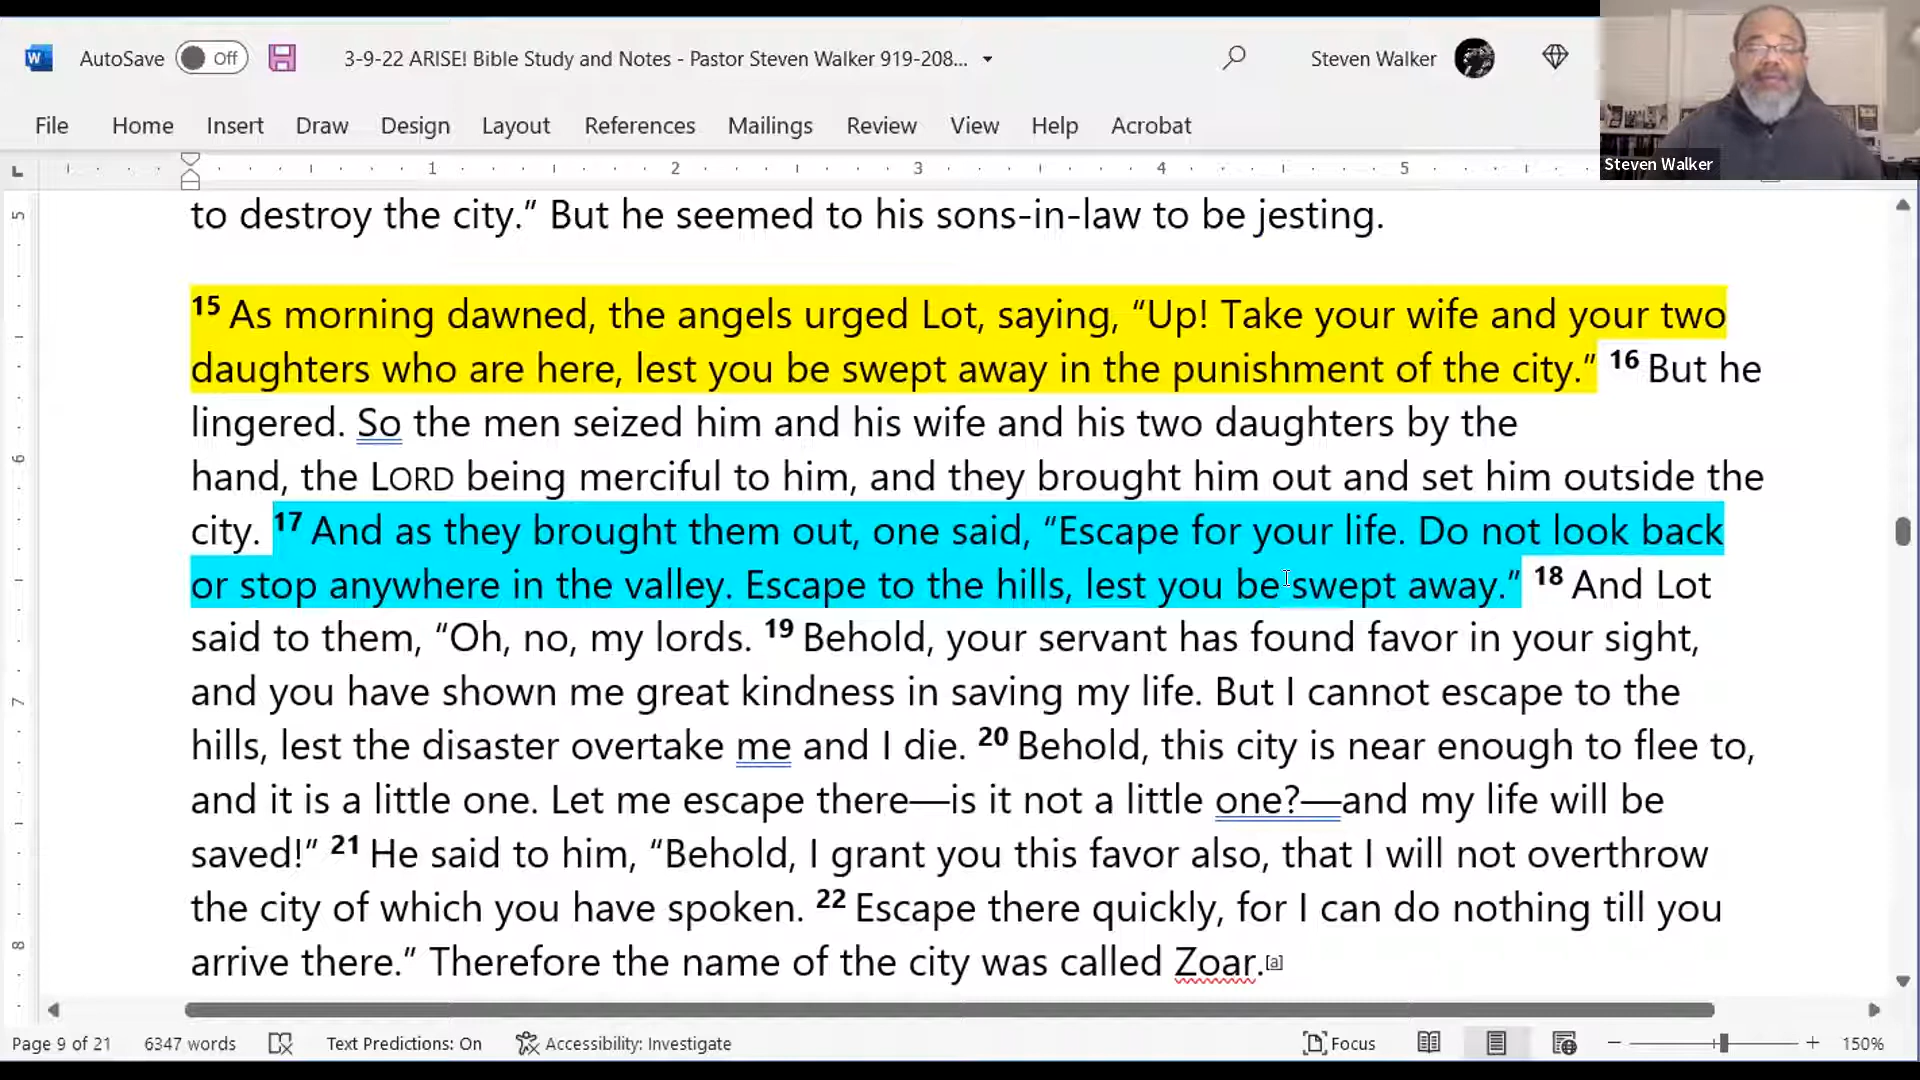 AutoSave Off 3-9-22 ARISE! Bible Study and Notes - Pastor Steven Walker 919-208... Steven Walker
File Home Insert Draw Design Layout References Mailings Review View Help Acrobat
Steven Walker
1 2 3 4 5
5
6
7
8
to destroy the city.” But he seemed to his sons-in-law to be jesting.
15 As morning dawned, the angels urged Lot, saying, “Up! Take your wife and your two
daughters who are here, lest you be swept away in the punishment of the city.” 16 But he
lingered. So the men seized him and his wife and his two daughters by the
hand, the LORD being merciful to him, and they brought him out and set him outside the
city. 17 And as they brought them out, one said, “Escape for your life. Do not look back
or stop anywhere in the valley. Escape to the hills, lest you be swept away.” 18 And Lot
said to them, “Oh, no, my lords. 19 Behold, your servant has found favor in your sight,
and you have shown me great kindness in saving my life. But I cannot escape to the
hills, lest the disaster overtake me and I die. 20 Behold, this city is near enough to flee to,
and it is a little one. Let me escape there—is it not a little one?—and my life will be
saved!” 21 He said to him, “Behold, I grant you this favor also, that I will not overthrow
the city of which you have spoken. 22 Escape there quickly, for I can do nothing till you
arrive there.” Therefore the name of the city was called Zoar.[a]
Page 9 of 21 6347 words Text Predictions: On Accessibility: Investigate Focus 150%